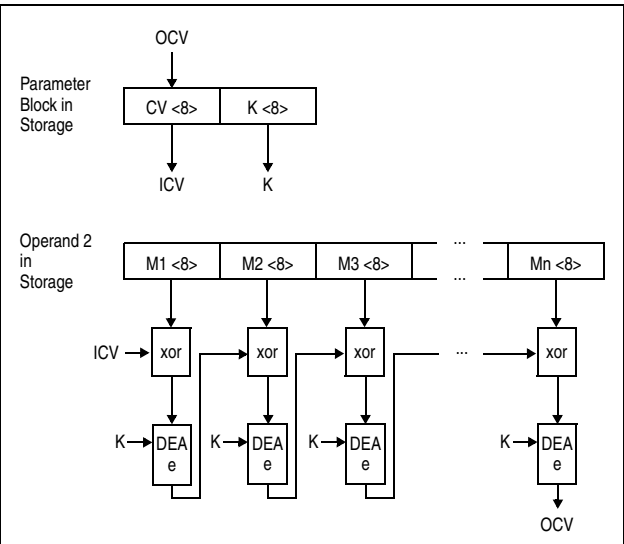 OCV
Parameter
Block in
Storage
CV <8> K <8>
ICV K
Operand 2
in
Storage
M1 <8> M2 <8> M3 <8> ... ... Mn <8>
ICV xor xor xor ... xor
K DEA e K DEA e K DEA e K DEA e
OCV